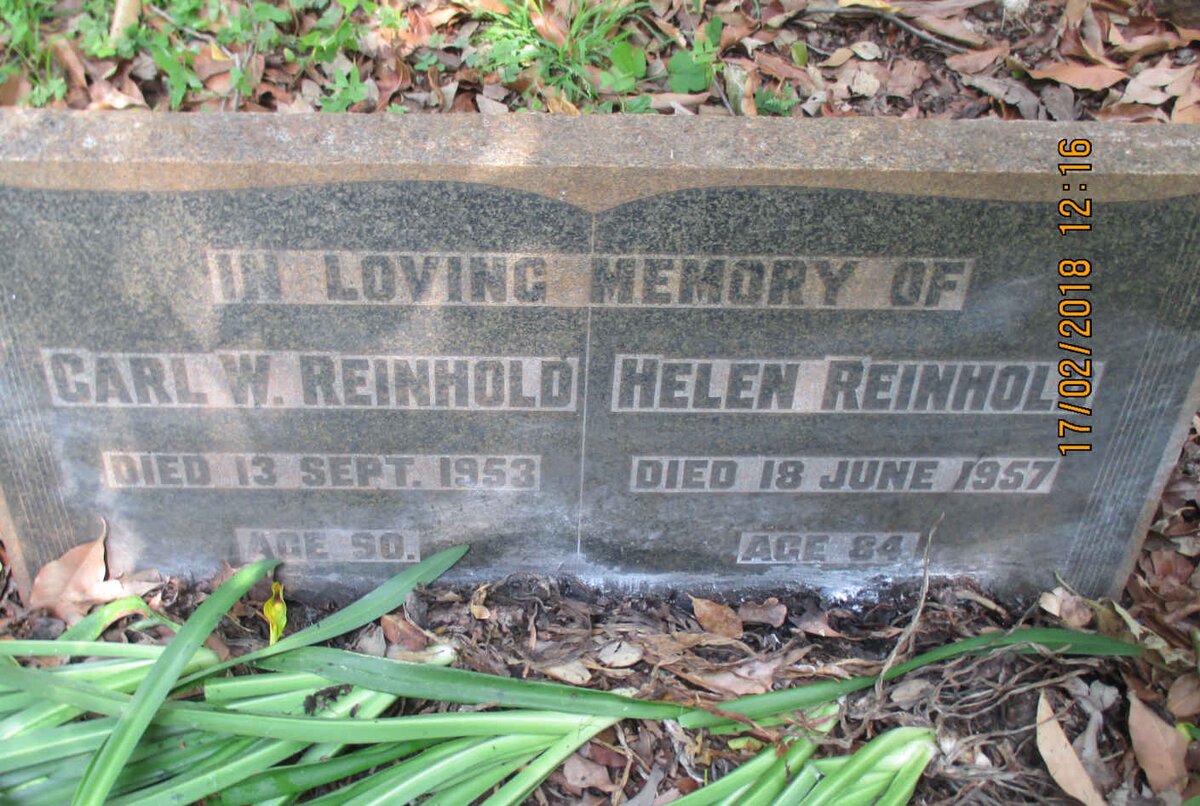 IN LOVING MEMORY OF
CARL W. REINHOLD
DIED 13 SEPT. 1953
AGE 90.
HELEN REINHOLD
DIED 18 JUNE 1957
AGE 84
17/02/2018 12:16